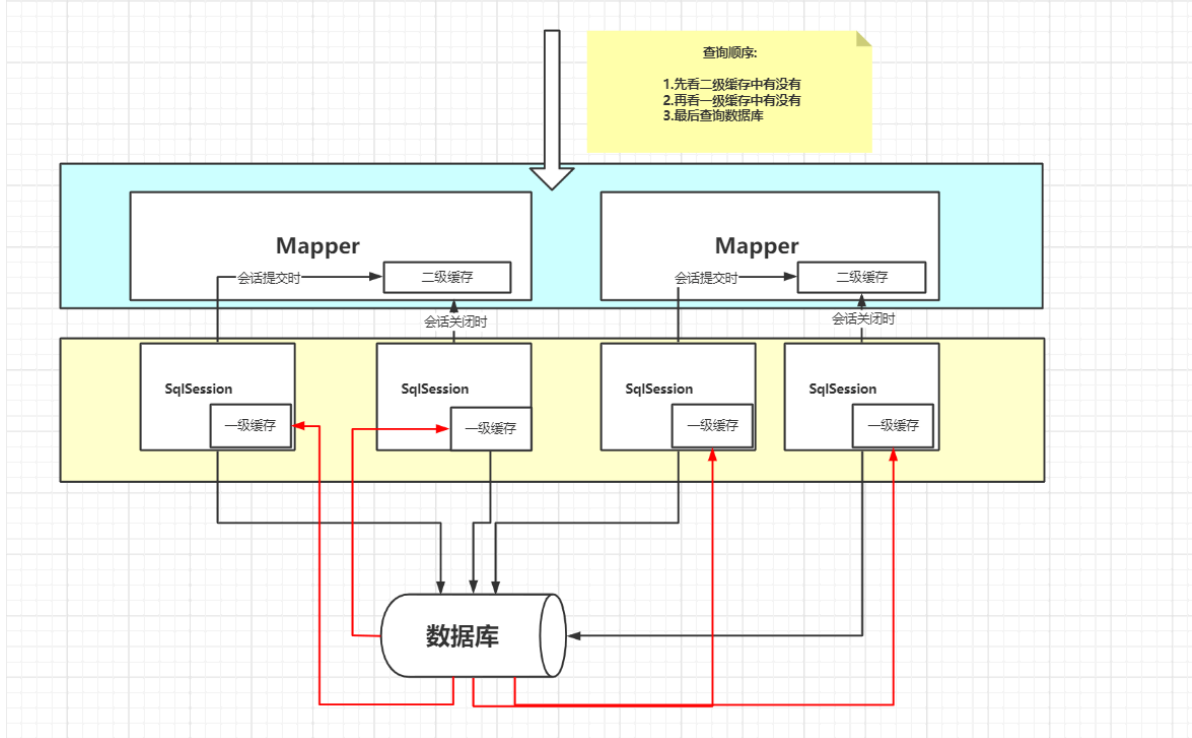 查询顺序:
1.先看二级缓存中有没有
2.再看一级缓存中有没有
3.最后查询数据库
Mapper
会话提交时
二级缓存
Mapper
会话提交时
二级缓存
会话关闭时
会话关闭时
SqlSession
一级缓存
SqlSession
一级缓存
SqlSession
一级缓存
SqlSession
一级缓存
数据库